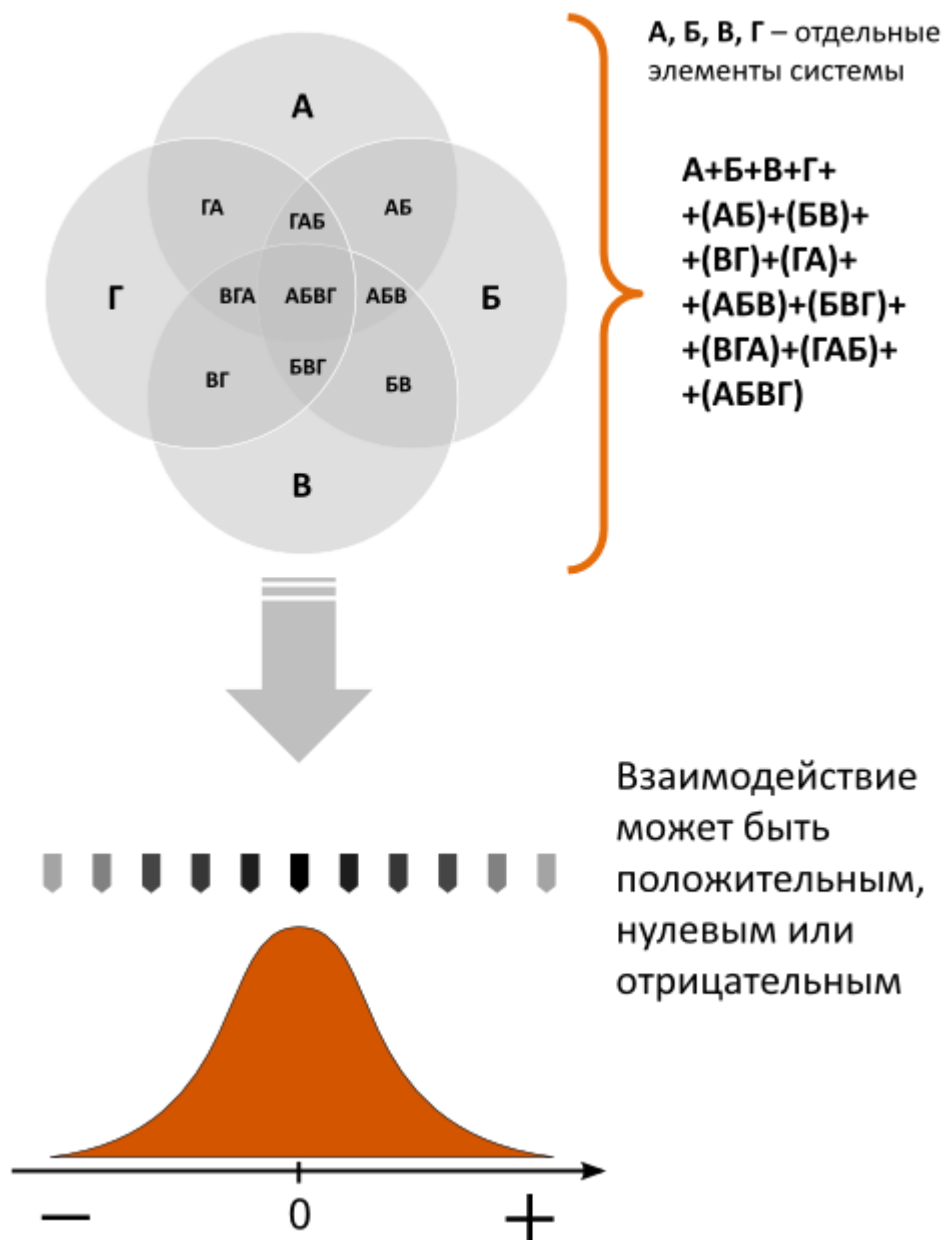 А, Б, В, Г – отдельные
элементы системы
А
ГА
ГАБ
АБ
Г
ВГА
АБВГ
АБВ
Б
ВГ
БВГ
БВ
В
А+Б+В+Г+
+(АБ)+(БВ)+
+(ВГ)+(ГА)+
+(АБВ)+(БВГ)+
+(ВГА)+(ГАБ)+
+(АБВГ)
Взаимодействие
может быть
положительным,
нулевым или
отрицательным
— 0 +